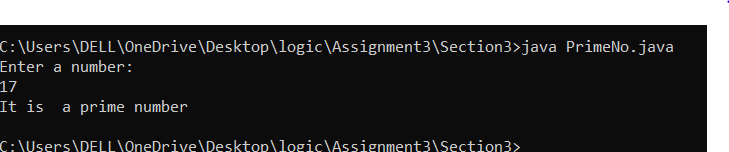 C:\Users\DELL\OneDrive\Desktop\logic\Assignment3\Section3>java PrimeNo.java
Enter a number:
17
It is  a prime number
C:\Users\DELL\OneDrive\Desktop\logic\Assignment3\Section3>